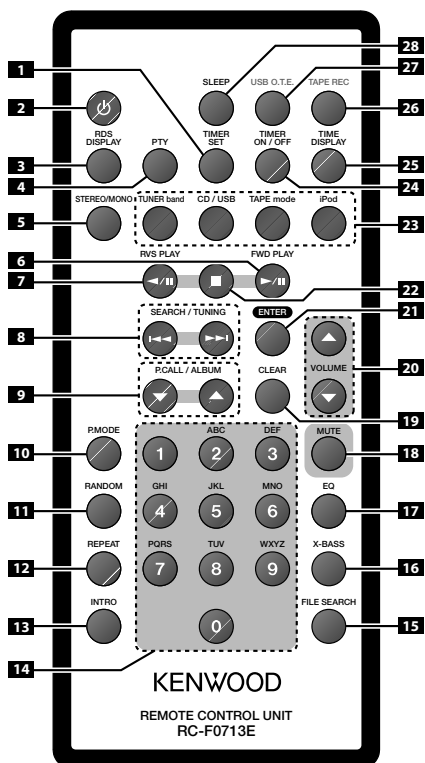 28
1
27
SLEEP USB O.T.E. TAPE REC
2
26
RDS DISPLAY
PTY
TIMER SET
TIMER ON / OFF
TIME DISPLAY
3
25
4
24
STEREO/MONO TUNER band CD / USB TAPE mode iPod
5
23
6
RVS PLAY FWD PLAY
7
22
SEARCH / TUNING
ENTER
21
8
20
P.CALL / ALBUM
CLEAR
VOLUME
9
19
P.MODE
ABC DEF
MUTE
10
1 2 3
18
RANDOM
GHI JKL MNO
EQ
11
4 5 6
17
REPEAT
PQRS TUV WXYZ
X-BASS
12
7 8 9
16
INTRO
FILE SEARCH
13
0
15
14
KENWOOD
REMOTE CONTROL UNIT
RC-F0713E